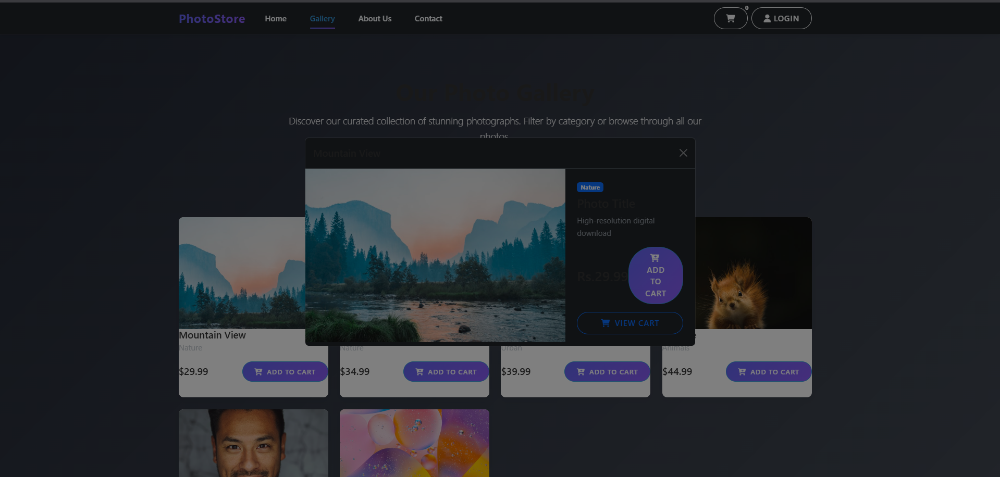 PhotoStore
Home
Gallery
About Us
Contact
0
LOGIN
Our Photo Gallery
Discover our curated collection of stunning photographs. Filter by category or browse through all our
photos.
Mountain View
Nature
Photo Title
High-resolution digital
download
Rs.29.99
ADD
TO
CART
VIEW CART
Mountain View
Nature
$29.99
ADD TO CART
Nature
$34.99
ADD TO CART
Urban
$39.99
ADD TO CART
Animals
$44.99
ADD TO CART